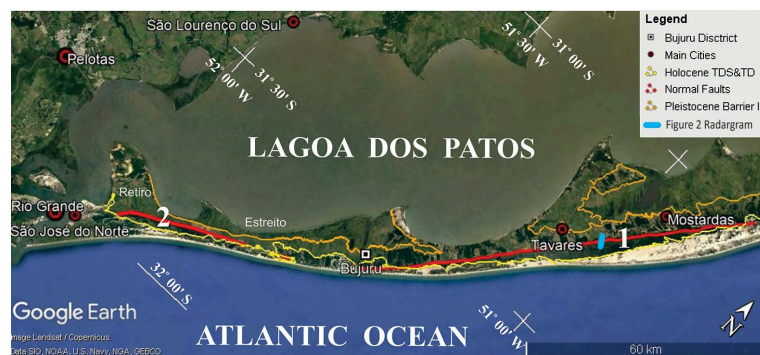 São Lourenço do Sul
Pelotas
52° 00' W
31° 30' S
51° 30' W
31° 00' S
Legend
Bujuru Disctrict
Main Cities
Holocene TDS&TD
Normal Faults
Pleistocene Barrier I
Figure 2 Radargram
LAGOA DOS PATOS
Retiro
Rio Grande
2
Estreito
São José do Norte
Mostardas
Tavares
1
Bujuru
32° 00' S
51° 00' W
Google Earth
mage Landsat / Copernicus
Data SIO, NOAA, U.S. Navy, NGA, GEBCO
ATLANTIC OCEAN
N
60 km